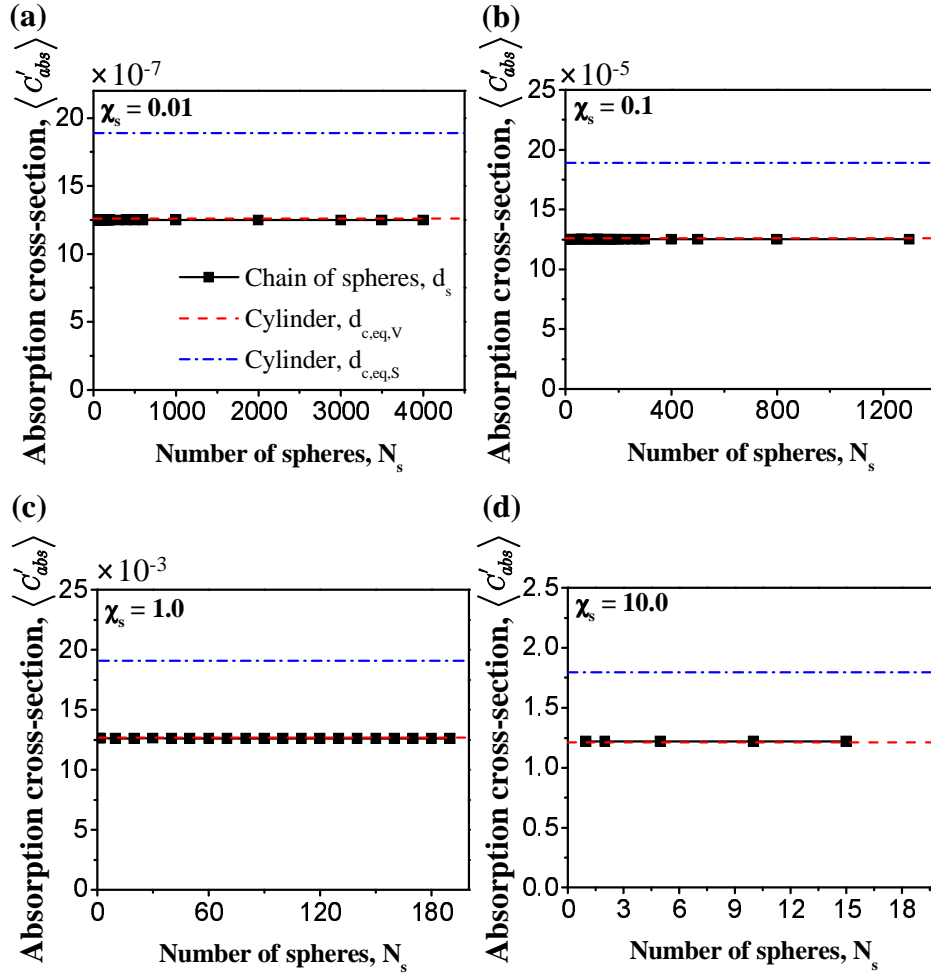 (a)
×10⁻⁷
Absorption cross-section, ⟨C′abs⟩
χs = 0.01
20
15
10
5
0
Chain of spheres, ds
Cylinder, dc,eq,V
Cylinder, dc,eq,S
0 1000 2000 3000 4000
Number of spheres, Ns
(b)
×10⁻⁵
Absorption cross-section, ⟨C′abs⟩
χs = 0.1
25
20
15
10
5
0
0 400 800 1200
Number of spheres, Ns
(c)
×10⁻³
Absorption cross-section, ⟨C′abs⟩
χs = 1.0
25
20
15
10
5
0
0 60 120 180
Number of spheres, Ns
(d)
Absorption cross-section, ⟨C′abs⟩
χs = 10.0
2.5
2.0
1.5
1.0
0.5
0.0
0 3 6 9 12 15 18
Number of spheres, Ns